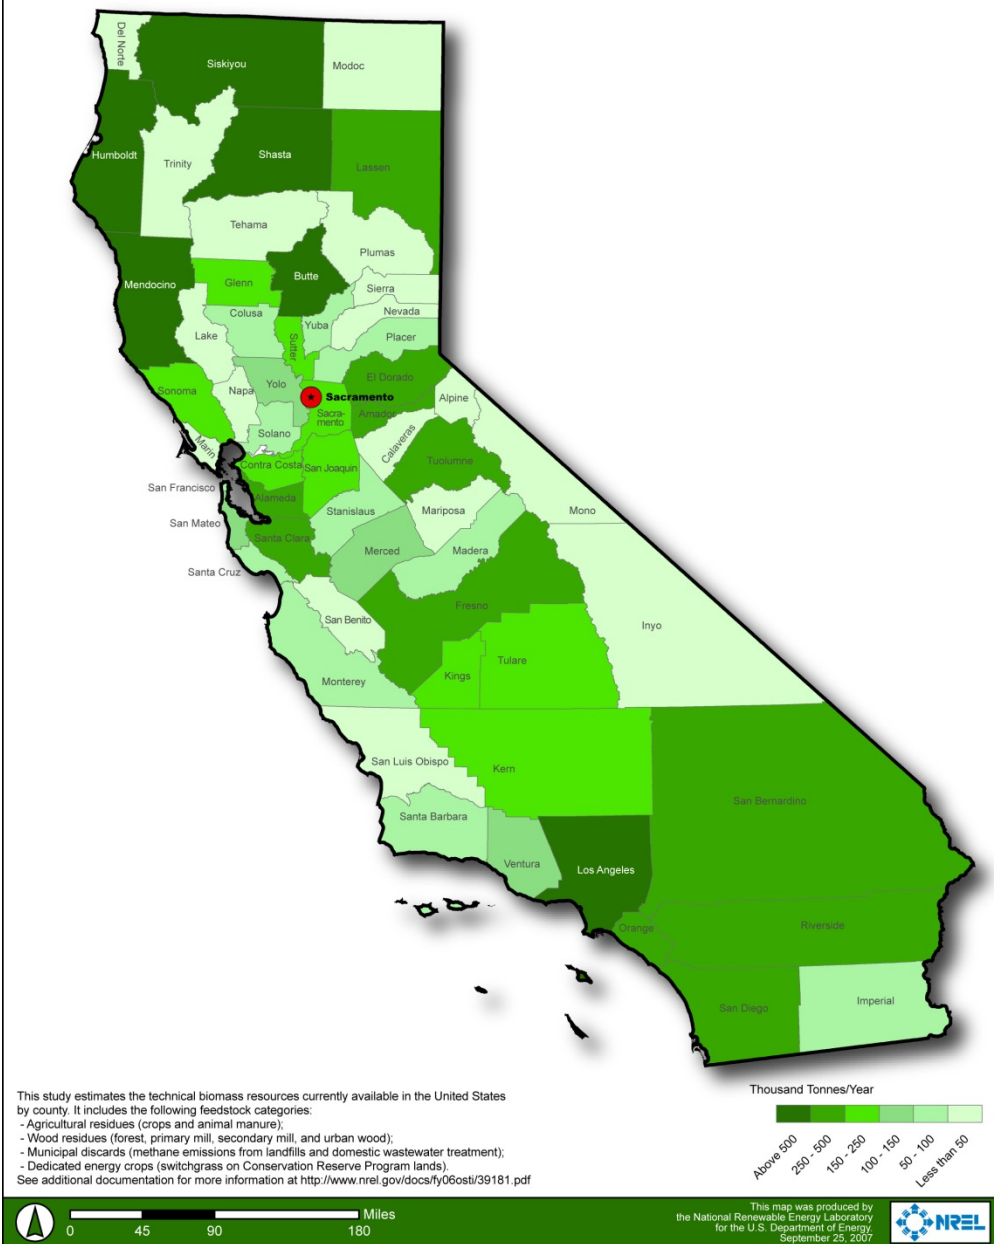 Del Norte
Siskiyou
Modoc
Humboldt
Trinity
Shasta
Lassen
Tehama
Plumas
Mendocino
Glenn
Butte
Sierra
Nevada
Colusa
Yuba
Sutter
Placer
Lake
El Dorado
Sonoma
Napa
Yolo
Sacramento
Alpine
Sacra-
mento
Amador
Solano
Calaveras
Marin
Contra Costa
San Joaquin
Tuolumne
San Francisco
Alameda
Stanislaus
Mariposa
Mono
San Mateo
Santa Clara
Merced
Madera
Santa Cruz
Fresno
San Benito
Inyo
Tulare
Kings
Monterey
San Luis Obispo
Kern
San Bernardino
Santa Barbara
Ventura
Los Angeles
Orange
Riverside
San Diego
Imperial
This study estimates the technical biomass resources currently available in the United States
by county. It includes the following feedstock categories:
- Agricultural residues (crops and animal manure);
- Wood residues (forest, primary mill, secondary mill, and urban wood);
- Municipal discards (methane emissions from landfills and domestic wastewater treatment);
- Dedicated energy crops (switchgrass on Conservation Reserve Program lands).
See additional documentation for more information at http://www.nrel.gov/docs/fy06osti/39181.pdf
Thousand Tonnes/Year
Above 500
250 - 500
150 - 250
100 - 150
50 - 100
Less than 50
Miles
0 45 90 180
This map was produced by
the National Renewable Energy Laboratory
for the U.S. Department of Energy.
September 25, 2007
NREL